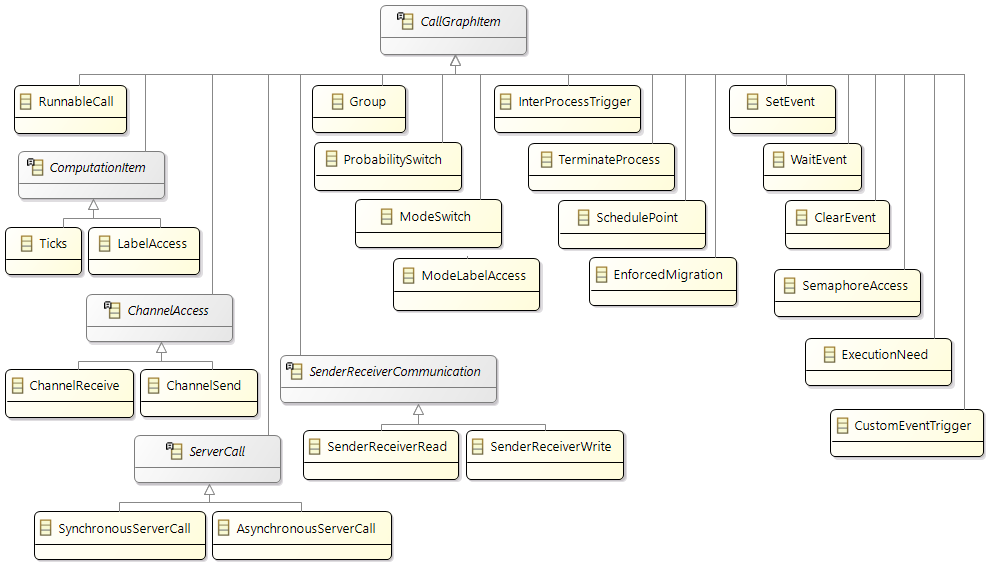 CallGraphItem
RunnableCall
Group
InterProcessTrigger
SetEvent
ComputationItem
ProbabilitySwitch
TerminateProcess
WaitEvent
Ticks
LabelAccess
ModeSwitch
SchedulePoint
ClearEvent
ModeLabelAccess
EnforcedMigration
SemaphoreAccess
ChannelAccess
ExecutionNeed
ChannelReceive
ChannelSend
SenderReceiverCommunication
CustomEventTrigger
ServerCall
SenderReceiverRead
SenderReceiverWrite
SynchronousServerCall
AsynchronousServerCall